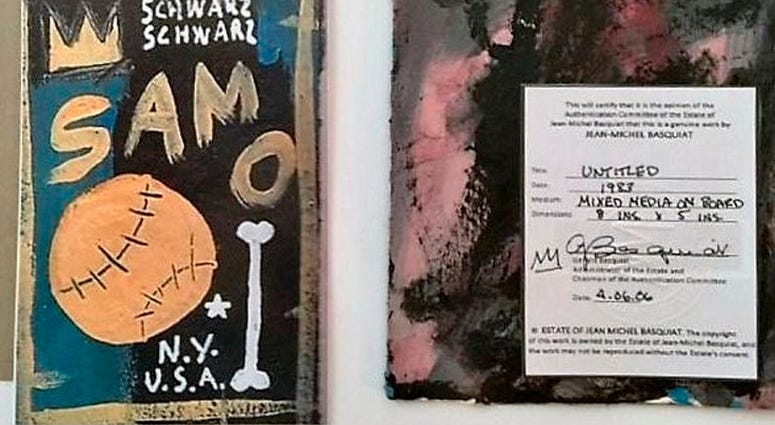 SCHWARZ
SCHWARZ
SAMO
N.Y.
U.S.A.
This will certify that it is the opinion of the
Authentication Committee of the Estate of
Jean-Michel Basquiat that this is a genuine work by
JEAN-MICHEL BASQUIAT
Title: UNTITLED
Date: 1983
Medium: MIXED MEDIA ON BOARD
Dimensions: 8 INS. X 5 INS.
Gerard Basquiat
Administrator of the Estate and
Chairman of the Authentication Committee
Date: 4.06.06
© ESTATE OF JEAN MICHEL BASQUIAT. The copyright
of this work is owned by the Estate of Jean-Michel Basquiat, and
the work may not be reproduced without the Estate's consent.